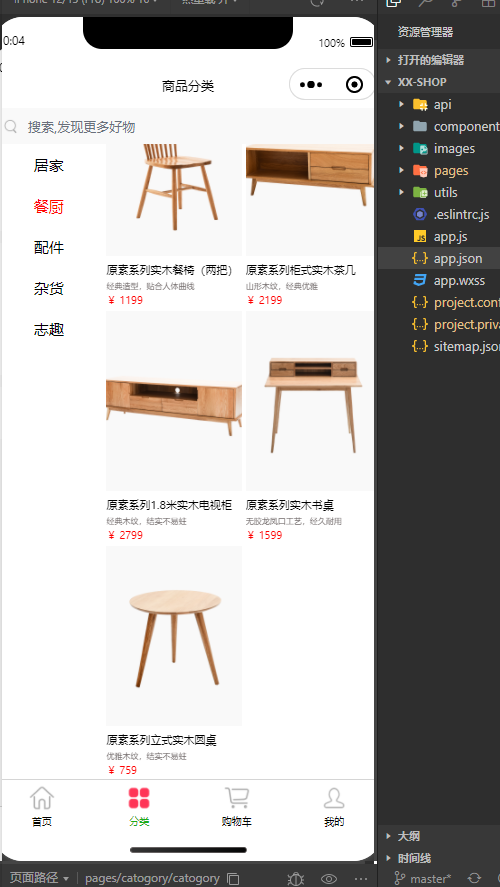 iPhone 12/13 (Pro) 100% 16
热重载 开
0:04
100%
商品分类
搜索,发现更多好物
居家
餐厨
配件
杂货
志趣
原素系列实木餐椅（两把）
经典造型，贴合人体曲线
￥ 1199
原素系列柜式实木茶几
山形木纹，经典优雅
￥ 2199
原素系列1.8米实木电视柜
经典木纹，结实不易蛀
￥ 2799
原素系列实木书桌
无胶龙凤口工艺，经久耐用
￥ 1599
原素系列立式实木圆桌
优雅木纹，结实不易蛀
￥ 759
首页
分类
购物车
我的
页面路径
pages/catogory/catogory
资源管理器
打开的编辑器
XX-SHOP
api
component
images
pages
utils
.eslintrc.js
app.js
app.json
app.wxss
project.conf
project.priva
sitemap.json
大纲
时间线
master*